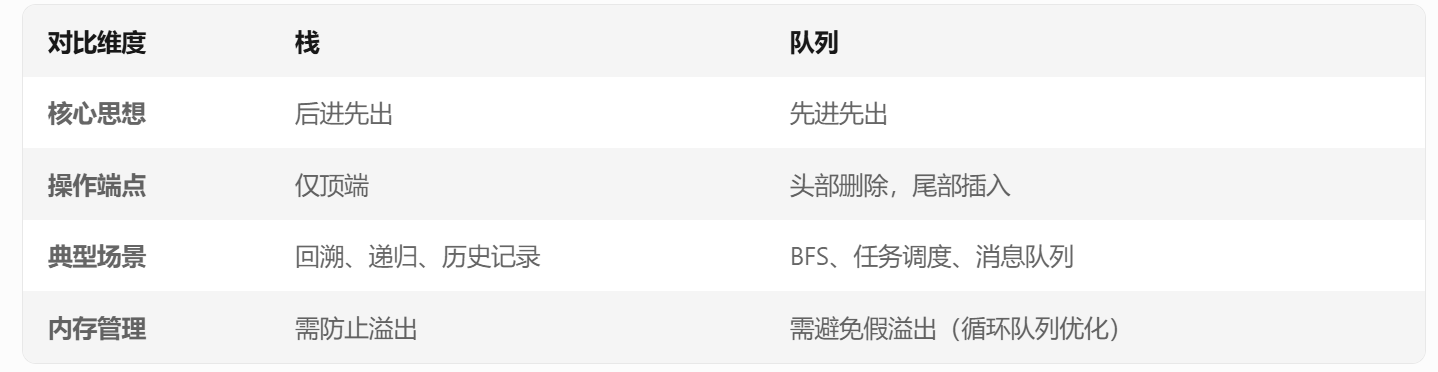 对比维度 栈 队列
核心思想 后进先出 先进先出
操作端点 仅顶端 头部删除，尾部插入
典型场景 回溯、递归、历史记录 BFS、任务调度、消息队列
内存管理 需防止溢出 需避免假溢出（循环队列优化）